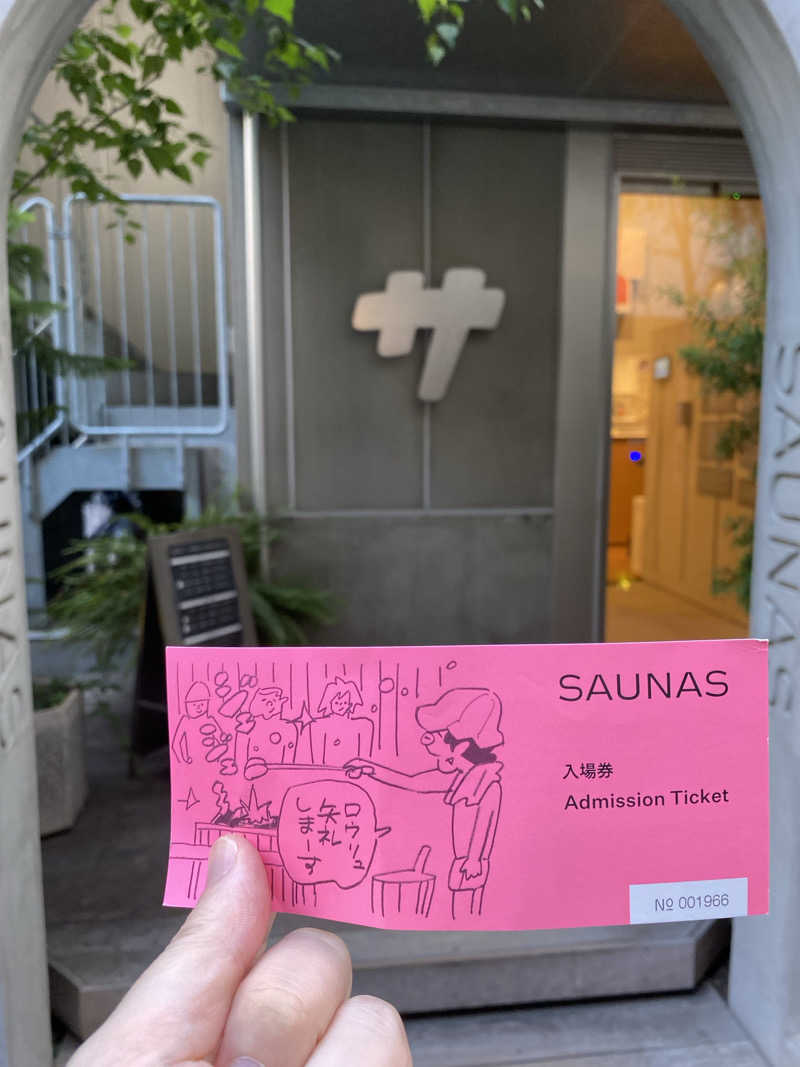 サ
SAUNAS
SAUNAS
SAUNAS
入場券
Admission Ticket
ロウリュ
失礼
しまーす
№ 001966